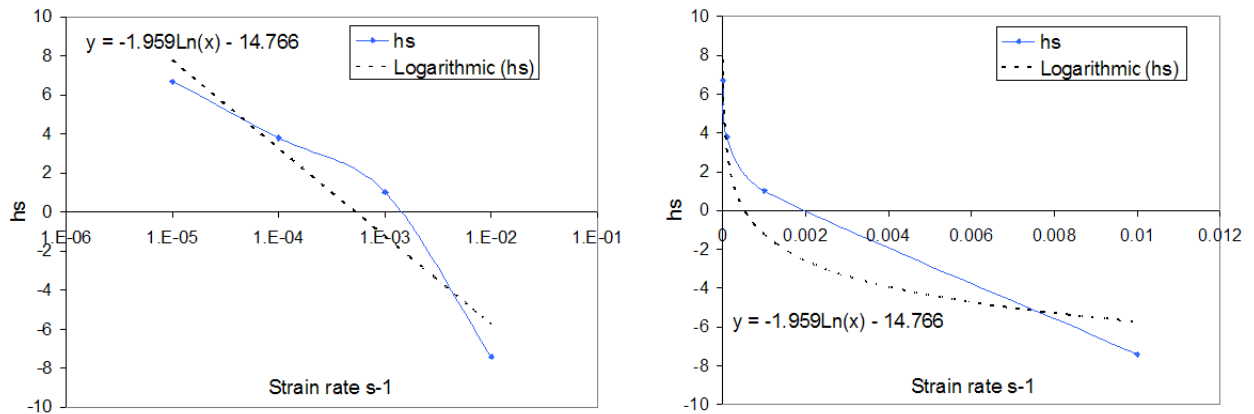 10
8
6
4
2
0
-2
-4
-6
-8
-10
hs
y = -1.959Ln(x) - 14.766
hs
Logarithmic (hs)
1.E-06 1.E-05 1.E-04 1.E-03 1.E-02 1.E-01
Strain rate s-1
10
8
6
4
2
0
-2
-4
-6
-8
-10
hs
hs
Logarithmic (hs)
0 0.002 0.004 0.006 0.008 0.01 0.012
y = -1.959Ln(x) - 14.766
Strain rate s-1